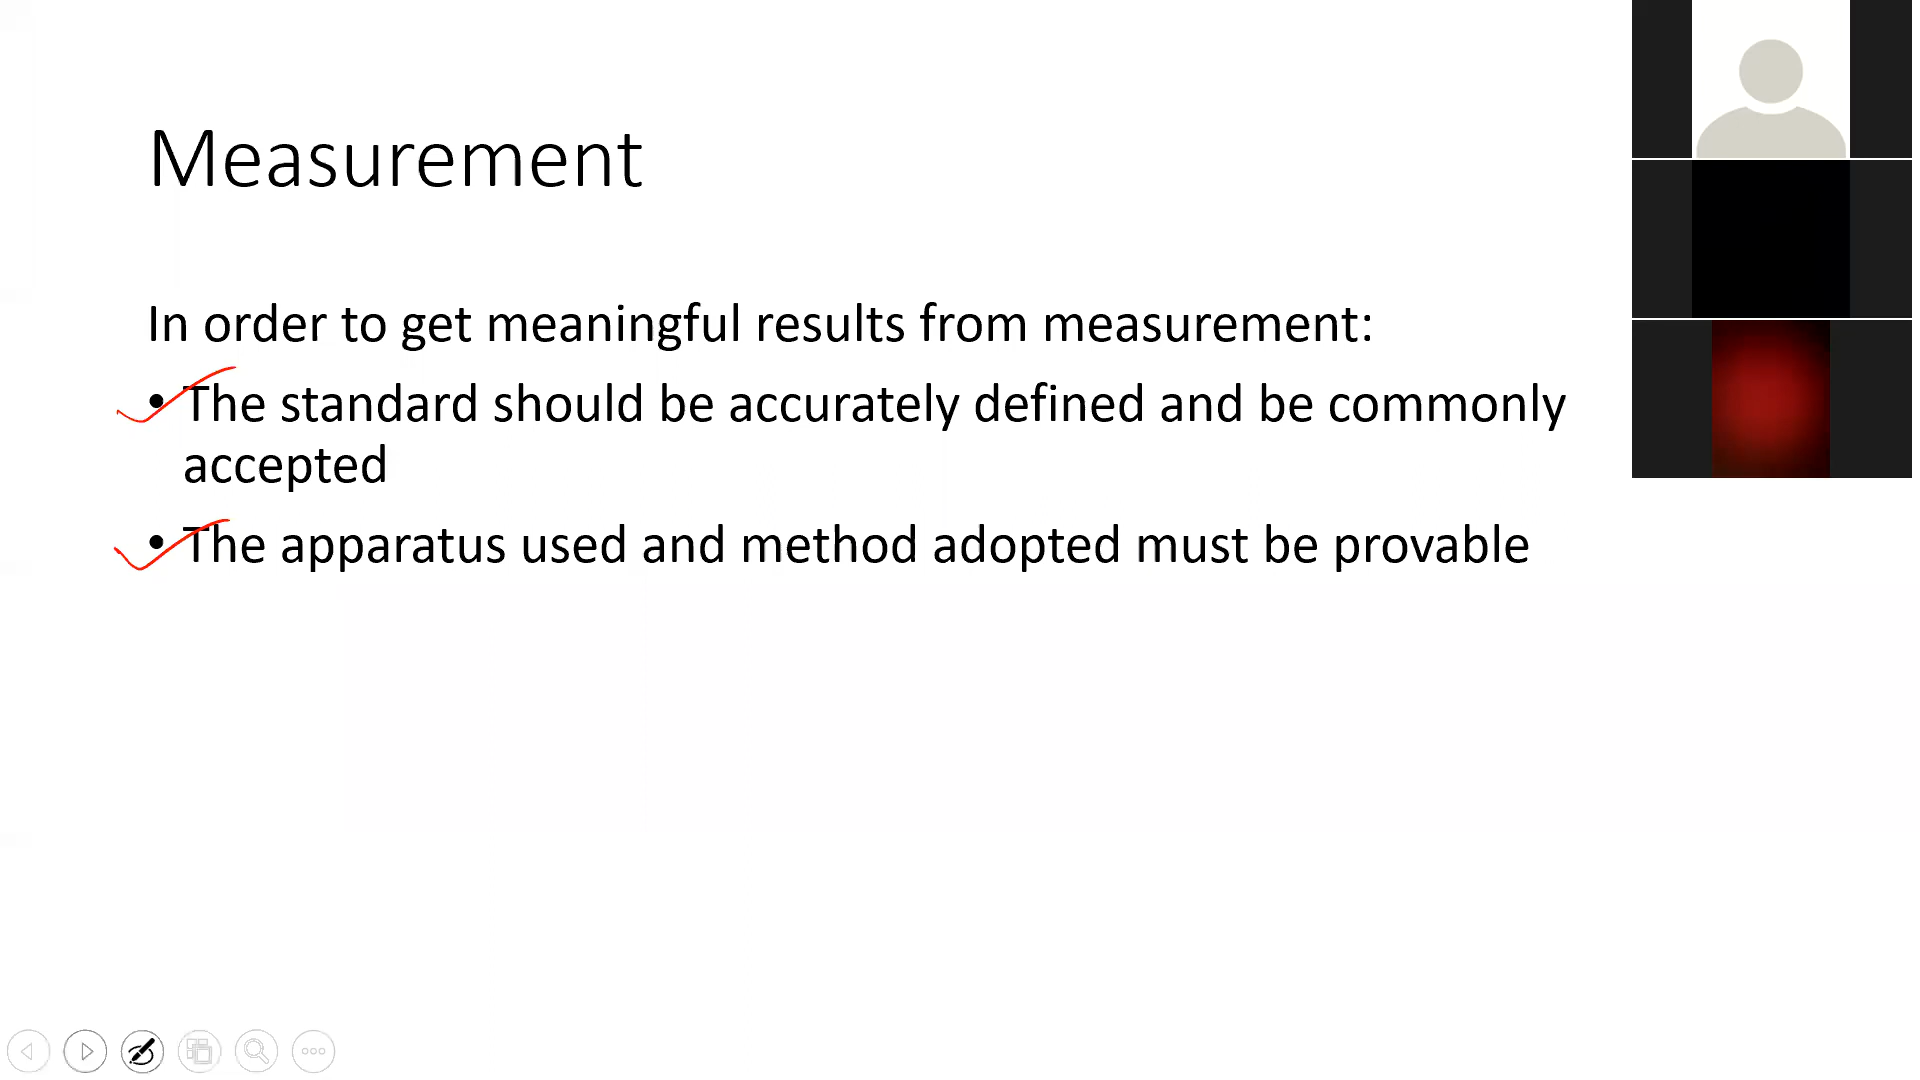 Measurement
In order to get meaningful results from measurement:
• The standard should be accurately defined and be commonly
accepted
• The apparatus used and method adopted must be provable